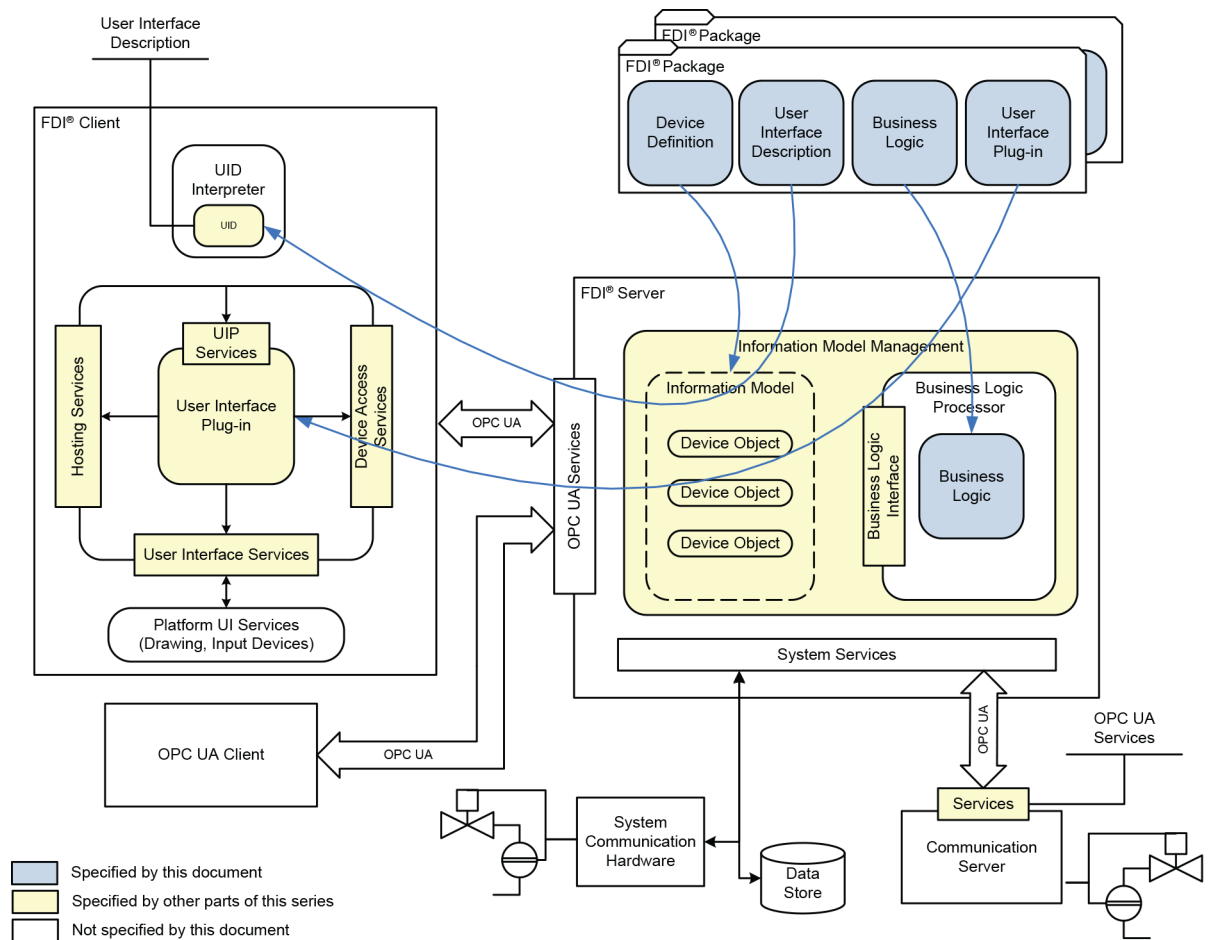 User Interface
Description
FDI® Package
FDI® Package
Device
Definition
User
Interface
Description
Business
Logic
User
Interface
Plug-in
FDI® Client
UID
Interpreter
UID
UIP
Services
Hosting Services
User Interface
Plug-in
Device Access
Services
User Interface Services
Platform UI Services
(Drawing, Input Devices)
OPC UA
FDI® Server
OPC UA Services
Information Model Management
Information Model
Device Object
Device Object
Device Object
Business Logic
Processor
Business Logic
Interface
Business
Logic
System Services
OPC UA Client
OPC UA
OPC UA
OPC UA
Services
Services
Communication
Server
System
Communication
Hardware
Data
Store
Specified by this document
Specified by other parts of this series
Not specified by this document